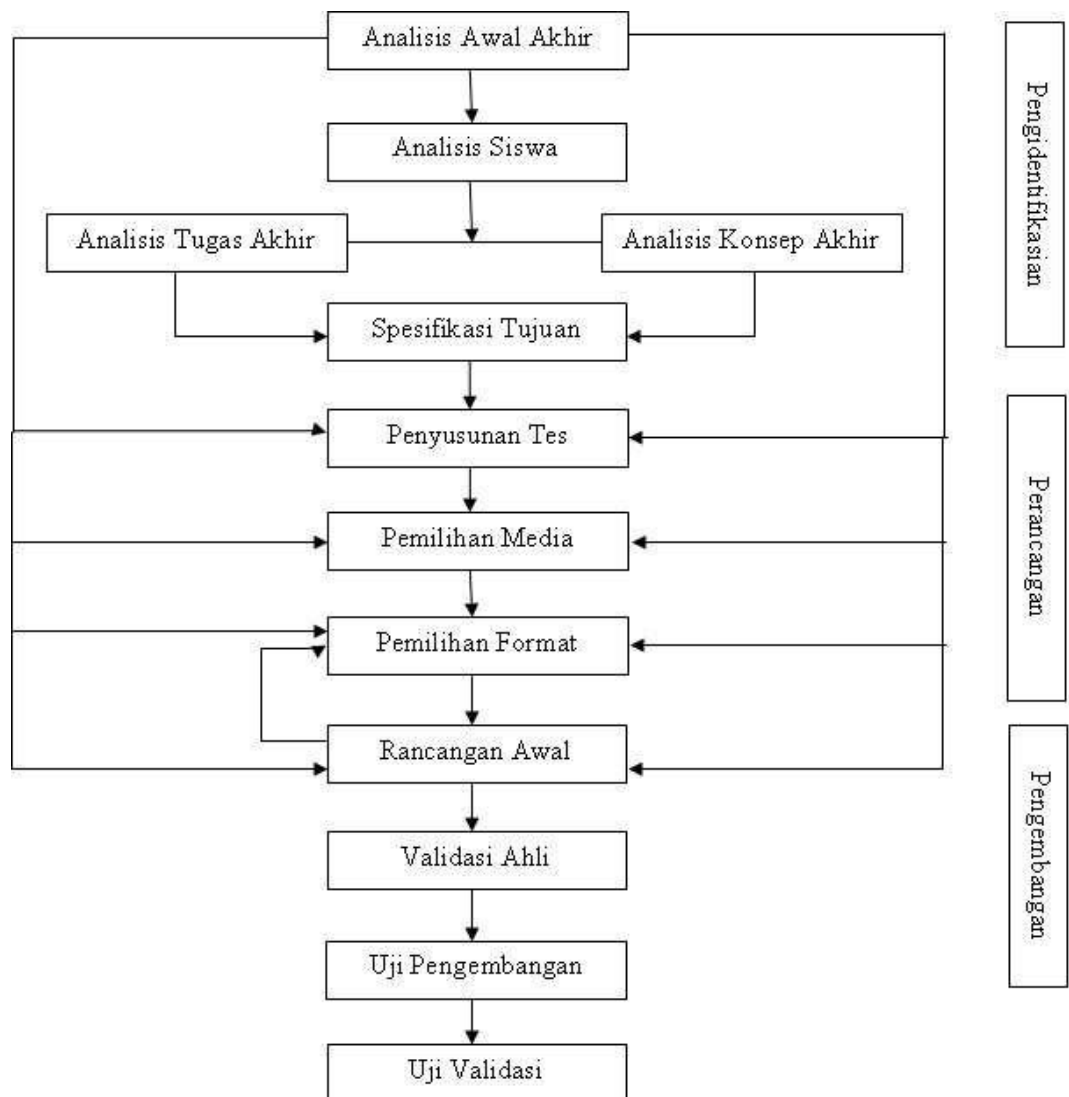 Analisis Awal Akhir
Analisis Siswa
Analisis Tugas Akhir
Analisis Konsep Akhir
Spesifikasi Tujuan
Penyusunan Tes
Pemilihan Media
Pemilihan Format
Rancangan Awal
Validasi Ahli
Uji Pengembangan
Uji Validasi
Pengidentifikasian
Perancangan
Pengembangan